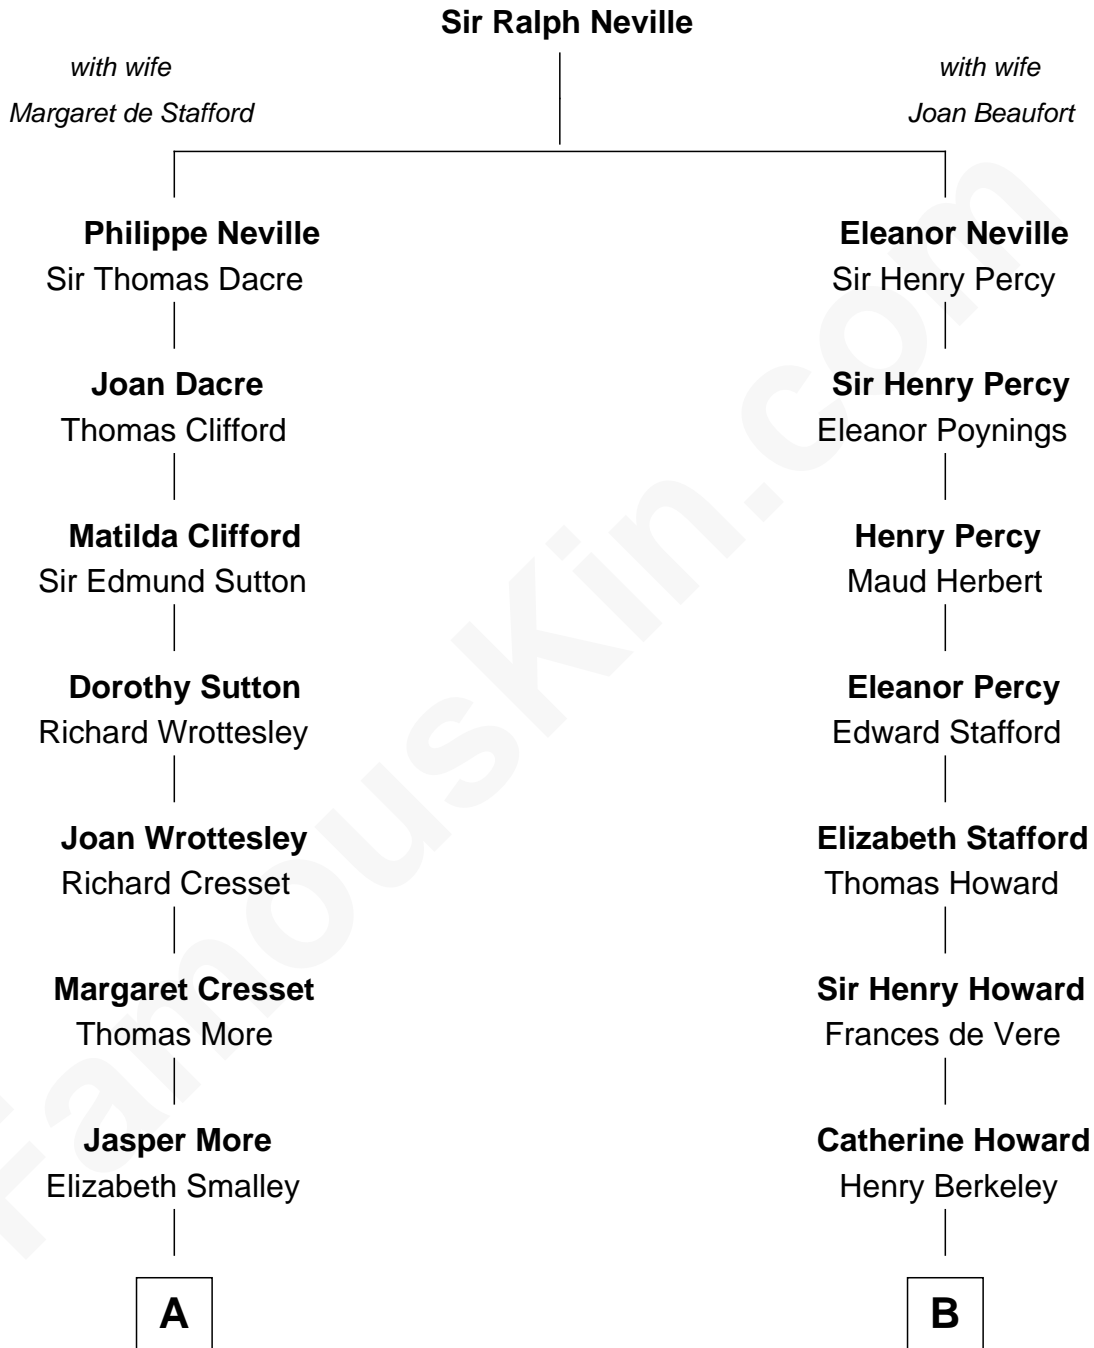 Sir Ralph Neville
with wife
Margaret de Stafford
with wife
Joan Beaufort
Philippe Neville
Sir Thomas Dacre
Joan Dacre
Thomas Clifford
Matilda Clifford
Sir Edmund Sutton
Dorothy Sutton
Richard Wrottesley
Joan Wrottesley
Richard Cresset
Margaret Cresset
Thomas More
Jasper More
Elizabeth Smalley
A
Eleanor Neville
Sir Henry Percy
Sir Henry Percy
Eleanor Poynings
Henry Percy
Maud Herbert
Eleanor Percy
Edward Stafford
Elizabeth Stafford
Thomas Howard
Sir Henry Howard
Frances de Vere
Catherine Howard
Henry Berkeley
B
FamousKin.com